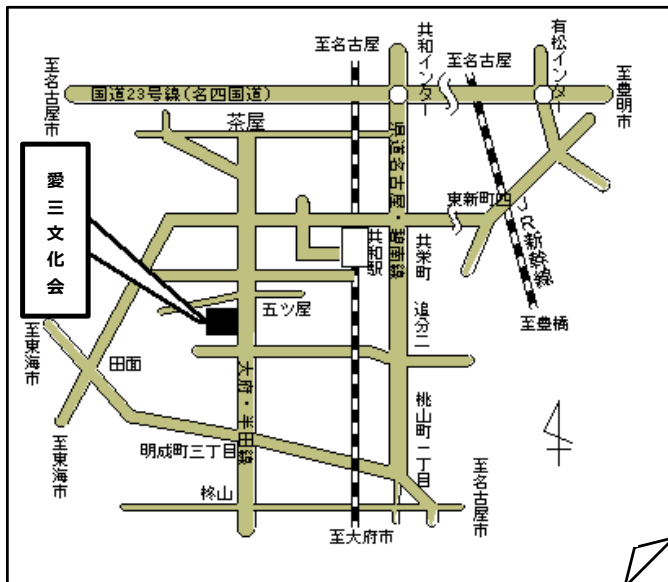 至名古屋
共和インター
至名古屋
有松インター
至名古屋市
国道23号線(名四国道)
至豊明市
茶屋
愛三文化会
県道名古屋・碧南線
東新町四
JR新幹線
共和駅
共栄町
五ツ屋
追分二
至豊橋
至東海市
田面
大府・半田線
桃山町一丁目
明成町三丁目
至東海市
柊山
至名古屋市
至大府市